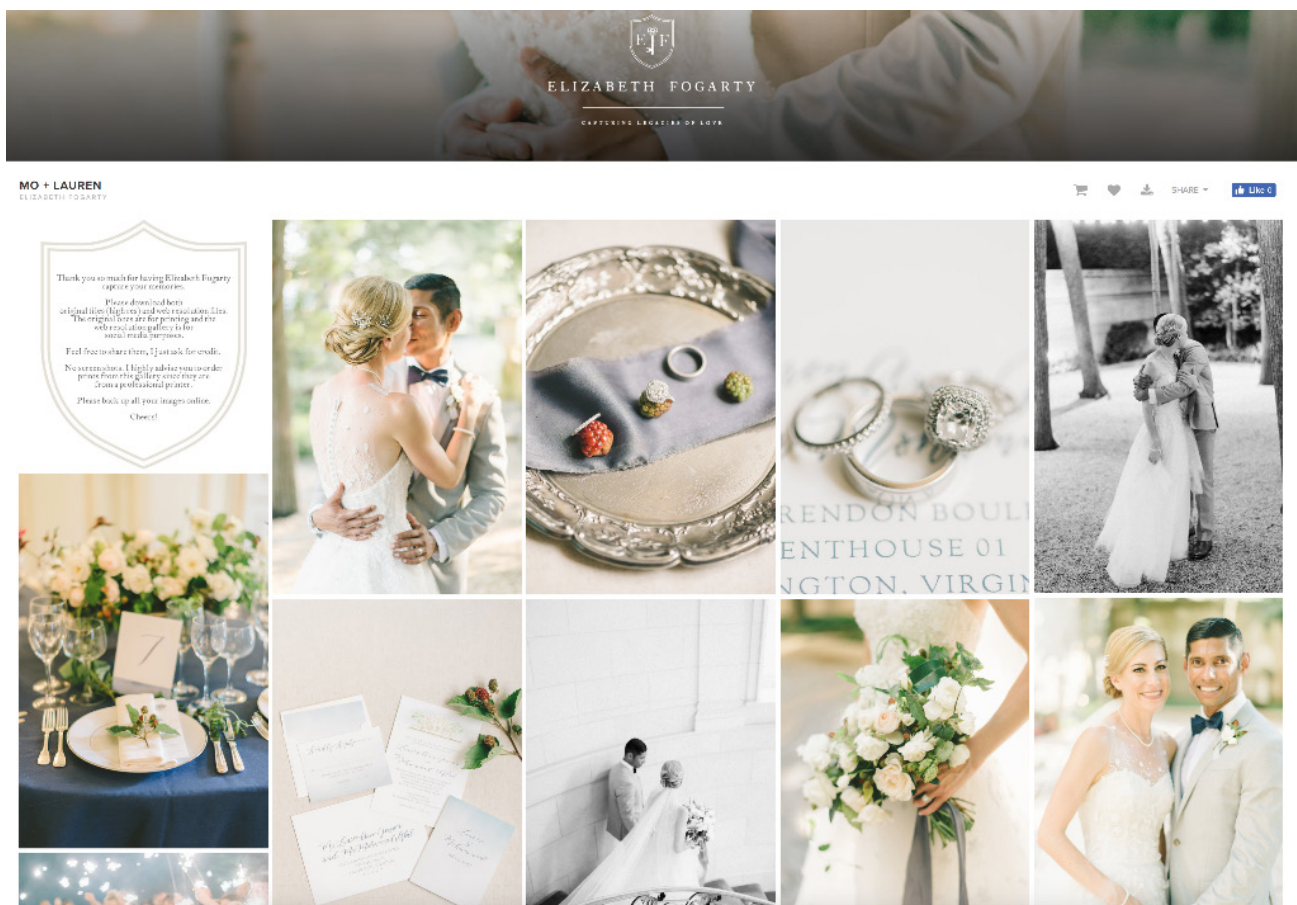 E F
ELIZABETH FOGARTY
CAPTURING LEGACIES OF LOVE
MO + LAUREN
ELIZABETH FOGARTY
SHARE
Like 0
Thank you so much for having Elizabeth Fogarty
capture your memories.
Please download both
original files (high res) and web resolution files.
The original ones are for printing and the
web resolution gallery is for
social media purposes.
Feel free to share them, I just ask for credit.
No screen shots. I highly advise you to order
prints from this gallery since they are
from a professional printer.
Please back up all your images online.
Cheers!
RENDON BOUL
ENTHOUSE 01
NGTON, VIRGIN
7